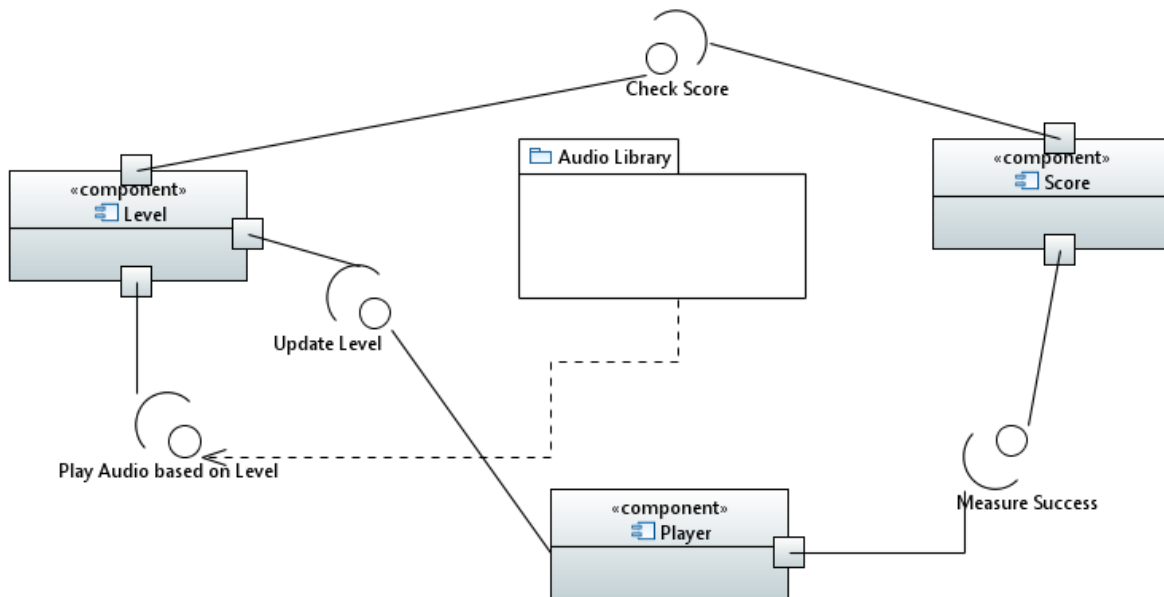 Check Score
Audio Library
«component»
Score
«component»
Level
Update Level
Play Audio based on Level
Measure Success
«component»
Player